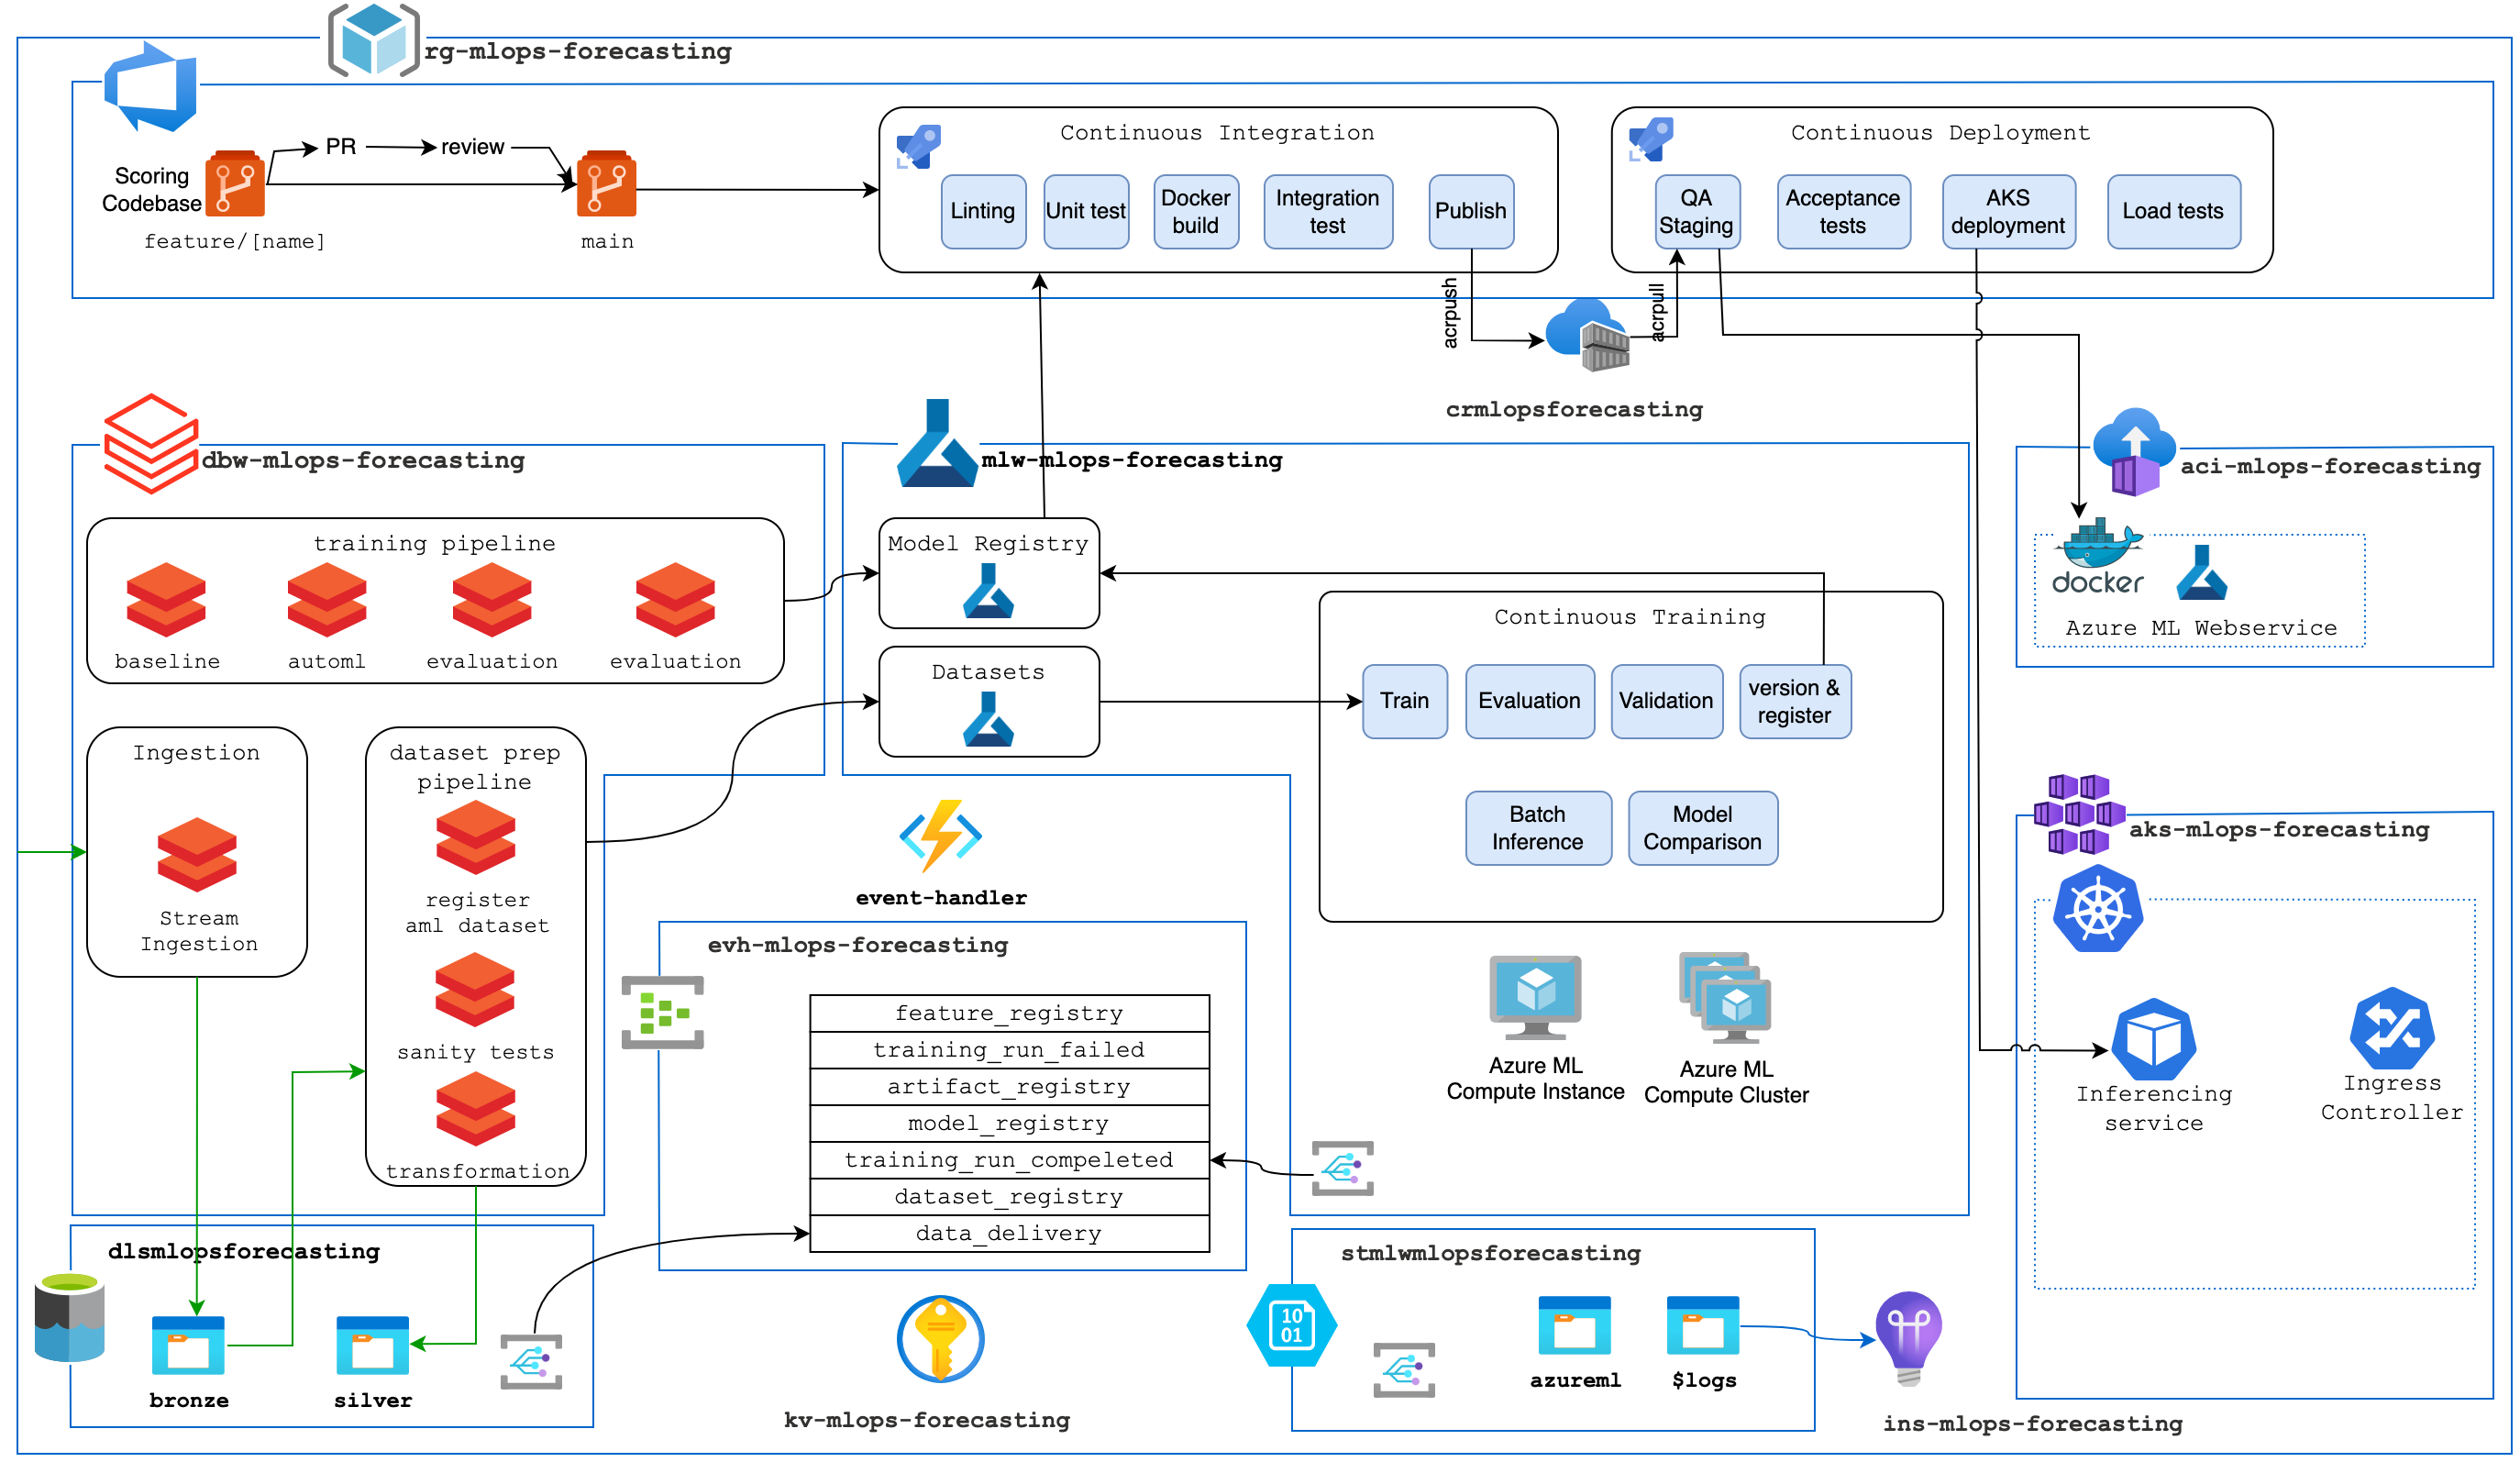 rg-mlops-forecasting
Scoring
Codebase
PR
review
feature/[name]
main
Continuous Integration
Linting
Unit test
Docker
build
Integration
test
Publish
Continuous Deployment
QA
Staging
Acceptance
tests
AKS
deployment
Load tests
acrpush
acrpull
crmlopsforecasting
dbw-mlops-forecasting
training pipeline
baseline
automl
evaluation
evaluation
Ingestion
Stream
Ingestion
dataset prep
pipeline
register
aml dataset
sanity tests
transformation
mlw-mlops-forecasting
Model Registry
Datasets
Continuous Training
Train
Evaluation
Validation
version &
register
Batch
Inference
Model
Comparison
Azure ML
Compute Instance
Azure ML
Compute Cluster
aci-mlops-forecasting
docker
Azure ML Webservice
aks-mlops-forecasting
Inferencing
service
Ingress
Controller
event-handler
evh-mlops-forecasting
feature_registry
training_run_failed
artifact_registry
model_registry
training_run_compeleted
dataset_registry
data_delivery
dlsmlopsforecasting
bronze
silver
kv-mlops-forecasting
stmlwmlopsforecasting
10
01
azureml
$logs
ins-mlops-forecasting